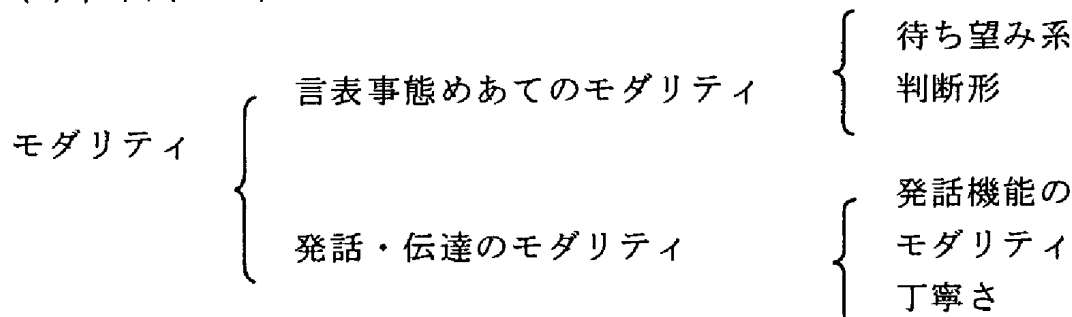 モダリティ
言表事態めあてのモダリティ
待ち望み系
判断形
発話・伝達のモダリティ
発話機能の
モダリティ
丁寧さ